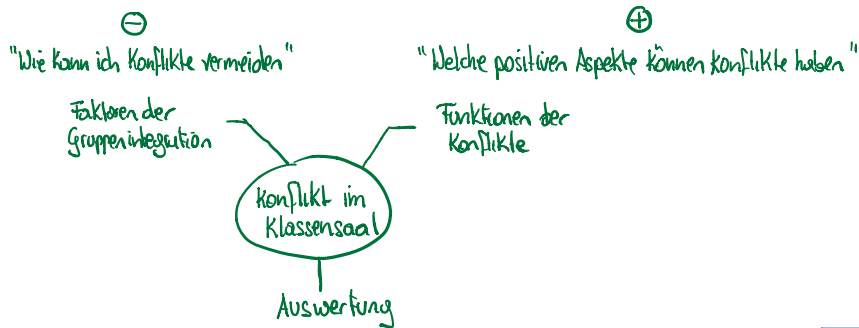 ⊖
⊕
"Wie kann ich Konflikte vermeiden"
"Welche positiven Aspekte können Konflikte haben"
Faktoren der
Gruppenintegration
Funktionen der
Konflikte
Konflikt im
Klassensaal
Auswertung